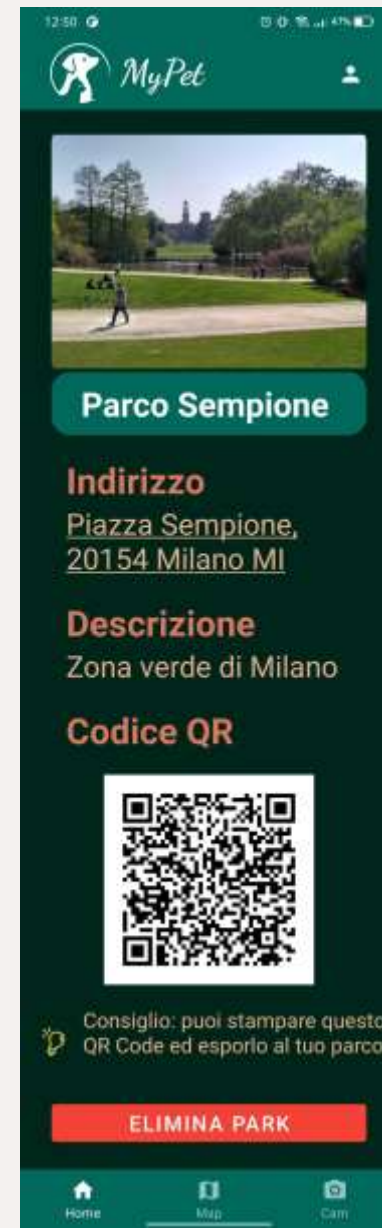 12:50
47%
MyPet
Parco Sempione
Indirizzo
Piazza Sempione,
20154 Milano MI
Descrizione
Zona verde di Milano
Codice QR
Consiglio: puoi stampare questo
QR Code ed esporlo al tuo parco
ELIMINA PARK
Home
Map
Cam